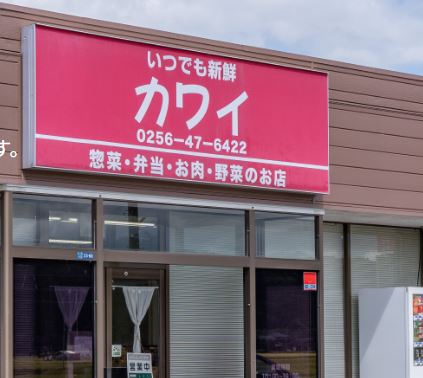 いつでも新鮮
カワイ
0256-47-6422
惣菜・弁当・お肉・野菜のお店
す。
営業中